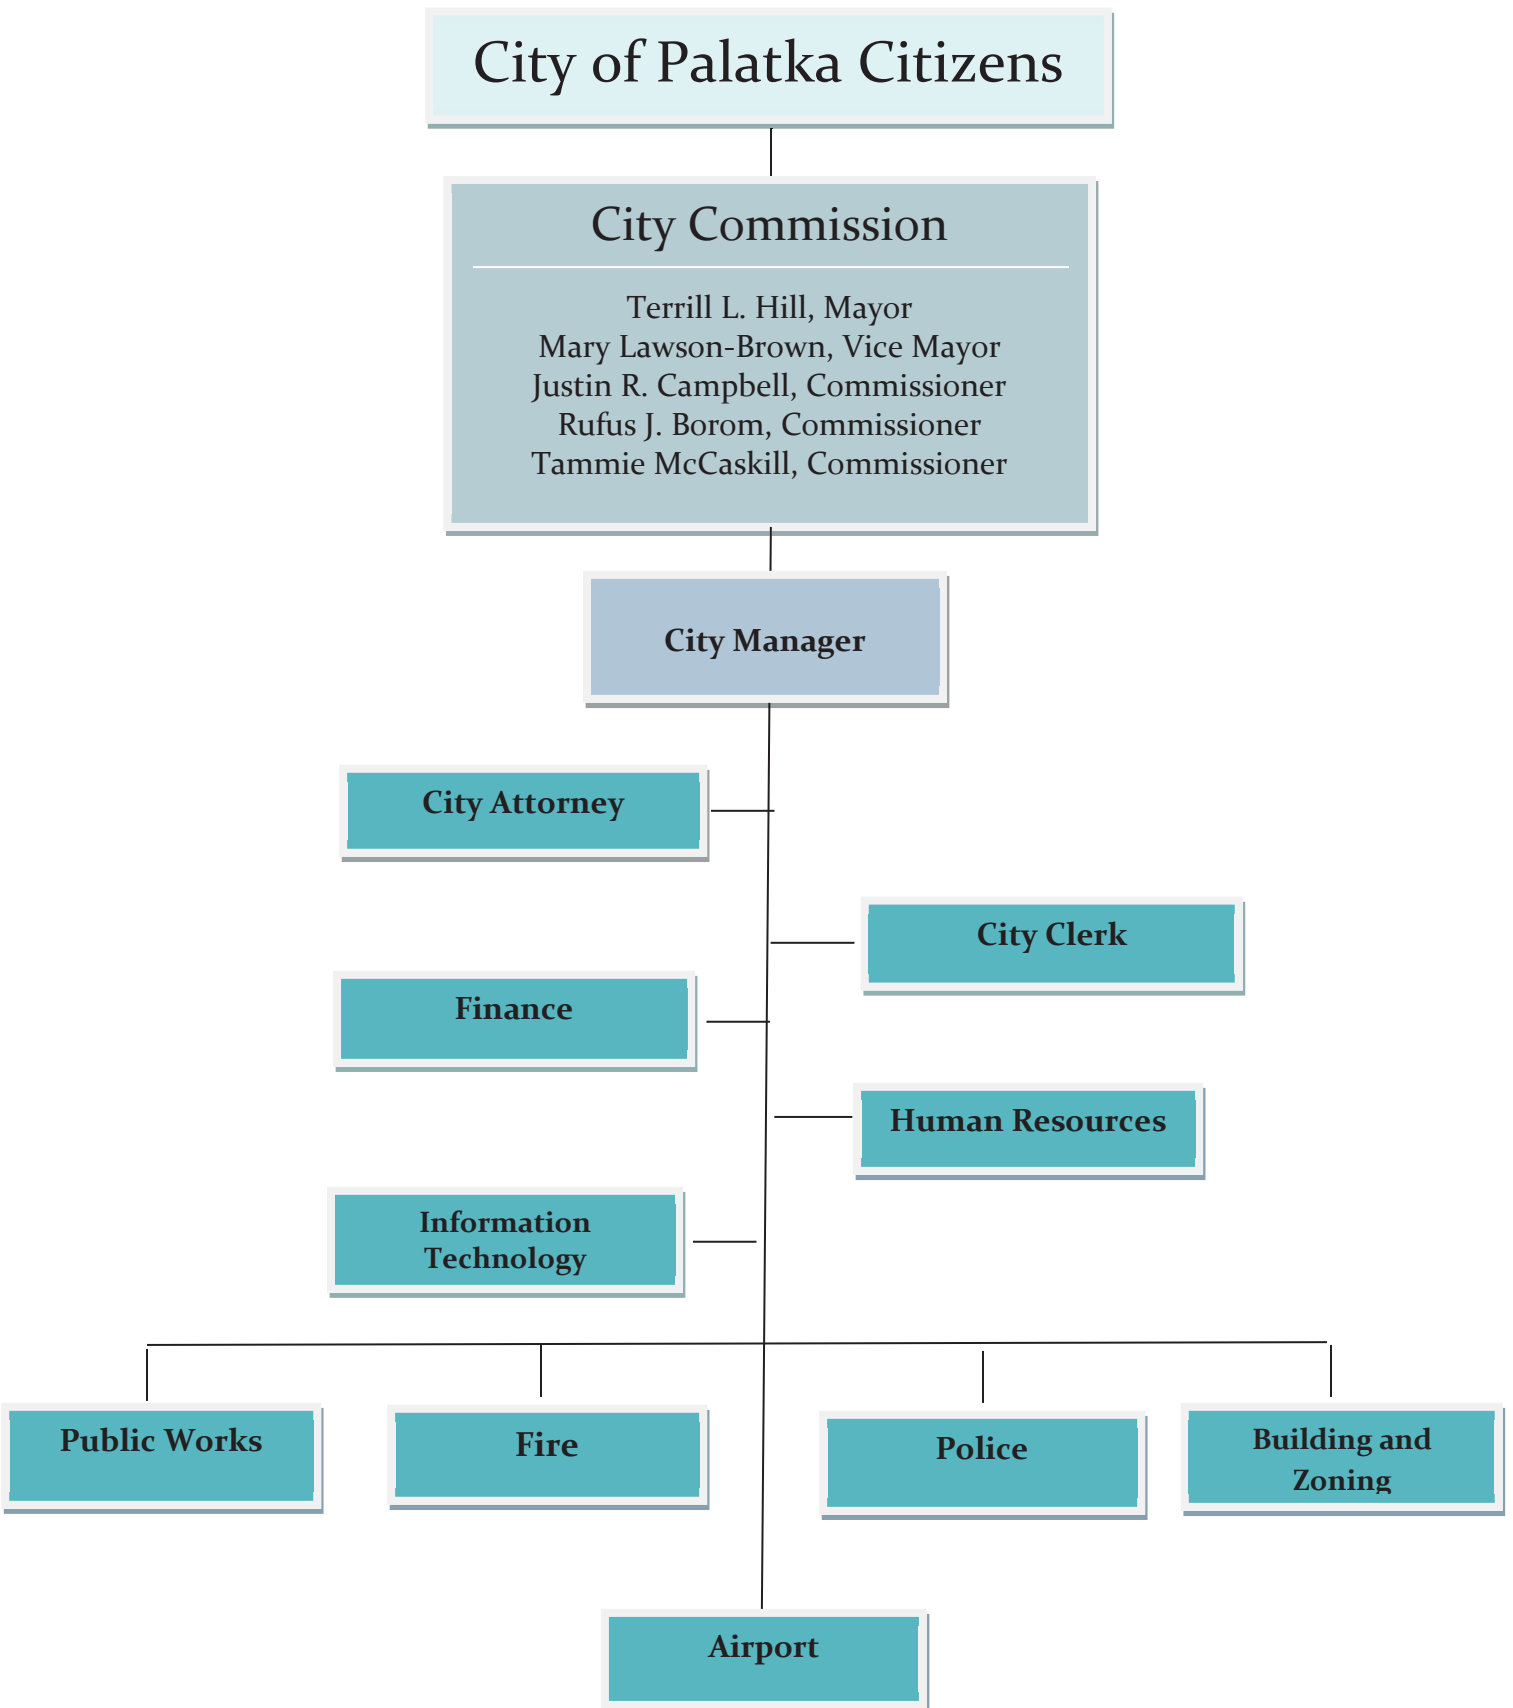 City of Palatka Citizens
City Commission
Terrill L. Hill, Mayor
Mary Lawson-Brown, Vice Mayor
Justin R. Campbell, Commissioner
Rufus J. Borom, Commissioner
Tammie McCaskill, Commissioner
City Manager
City Attorney
City Clerk
Finance
Human Resources
Information
Technology
Public Works
Fire
Police
Building and
Zoning
Airport